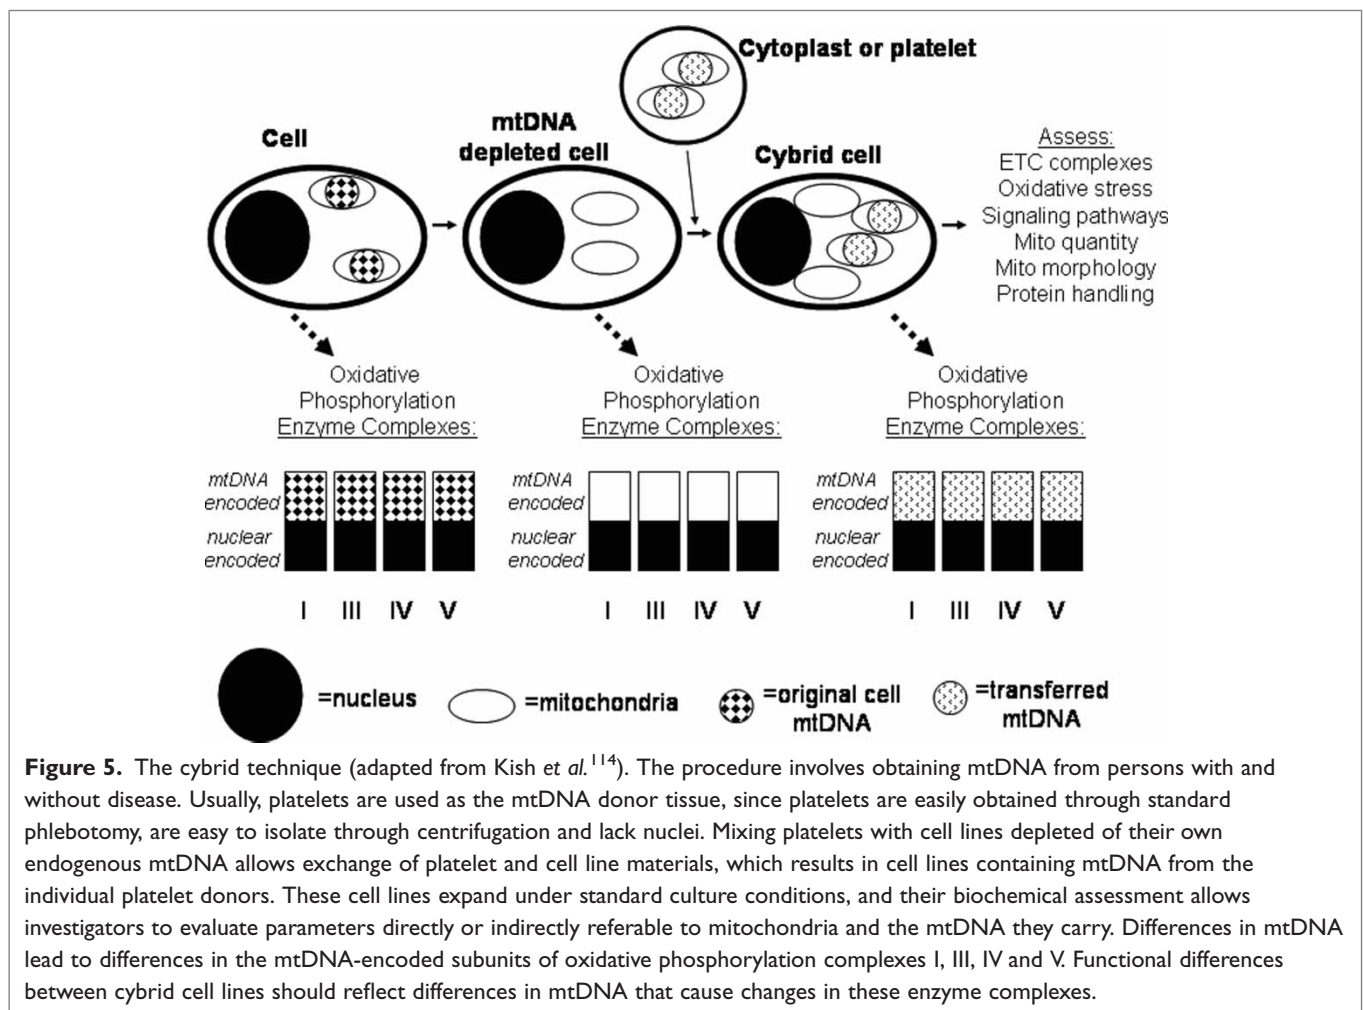 Cytoplast or platelet
Cell
mtDNA
depleted cell
Cybrid cell
Assess:
ETC complexes
Oxidative stress
Signaling pathways
Mito quantity
Mito morphology
Protein handling
Oxidative
Phosphorylation
Enzyme Complexes:
mtDNA
encoded
nuclear
encoded
I III IV V
Oxidative
Phosphorylation
Enzyme Complexes:
mtDNA
encoded
nuclear
encoded
I III IV V
Oxidative
Phosphorylation
Enzyme Complexes:
mtDNA
encoded
nuclear
encoded
I III IV V
=nucleus
=mitochondria
=original cell
mtDNA
=transferred
mtDNA
Figure 5. The cybrid technique (adapted from Kish et al.114). The procedure involves obtaining mtDNA from persons with and
without disease. Usually, platelets are used as the mtDNA donor tissue, since platelets are easily obtained through standard
phlebotomy, are easy to isolate through centrifugation and lack nuclei. Mixing platelets with cell lines depleted of their own
endogenous mtDNA allows exchange of platelet and cell line materials, which results in cell lines containing mtDNA from the
individual platelet donors. These cell lines expand under standard culture conditions, and their biochemical assessment allows
investigators to evaluate parameters directly or indirectly referable to mitochondria and the mtDNA they carry. Differences in mtDNA
lead to differences in the mtDNA-encoded subunits of oxidative phosphorylation complexes I, III, IV and V. Functional differences
between cybrid cell lines should reflect differences in mtDNA that cause changes in these enzyme complexes.